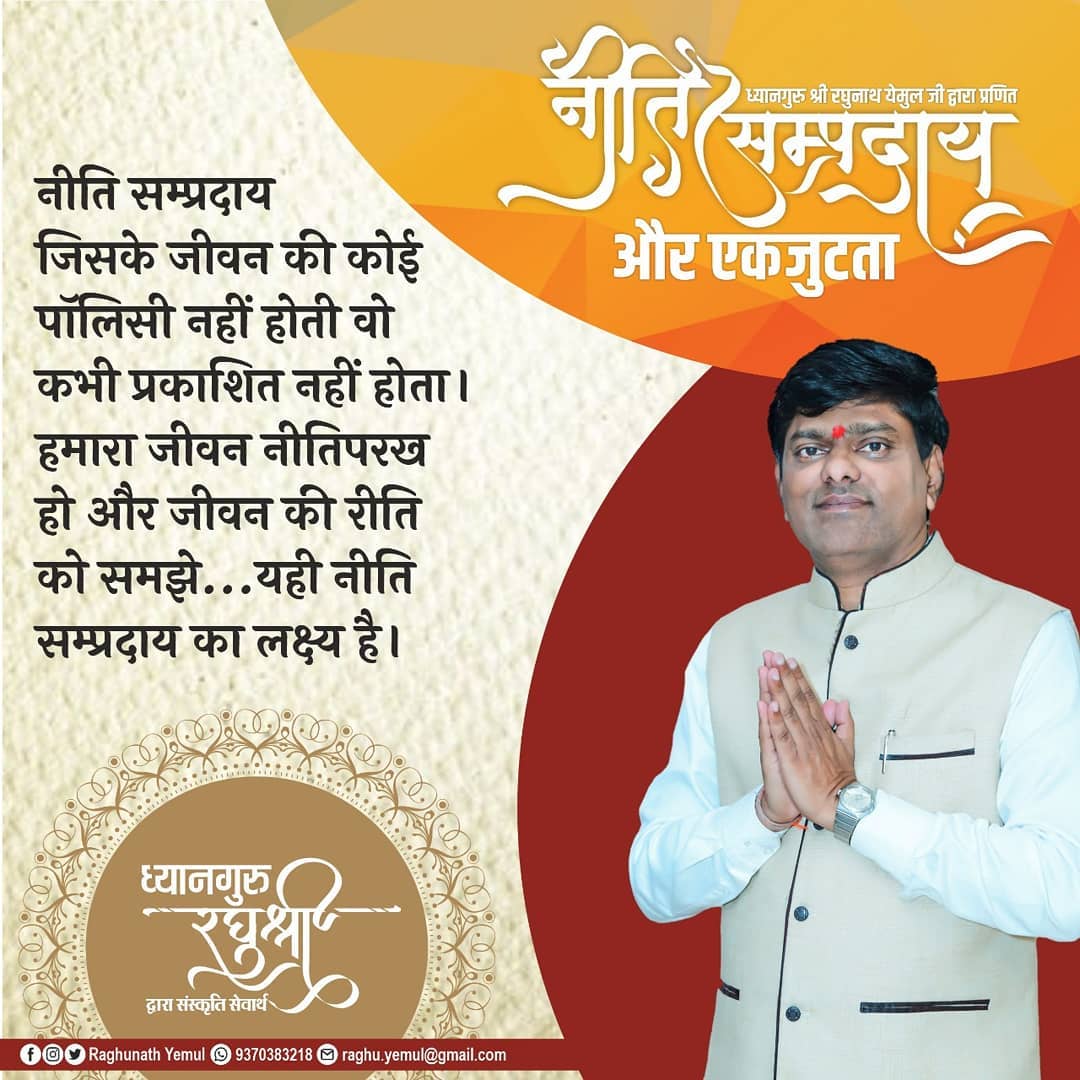 ध्यानगुरु श्री रघुनाथ येमुल जी द्वारा प्रणित
नीति सम्प्रदाय
और एकजुटता
नीति सम्प्रदाय
जिसके जीवन की कोई
पॉलिसी नहीं होती वो
कभी प्रकाशित नहीं होता।
हमारा जीवन नीतिपरख
हो और जीवन की रीति
को समझे...यही नीति
सम्प्रदाय का लक्ष्य है।
ध्यानगुरु
रघुश्री
द्वारा संस्कृति सेवार्थ
Raghunath Yemul 9370383218 raghu.yemul@gmail.com